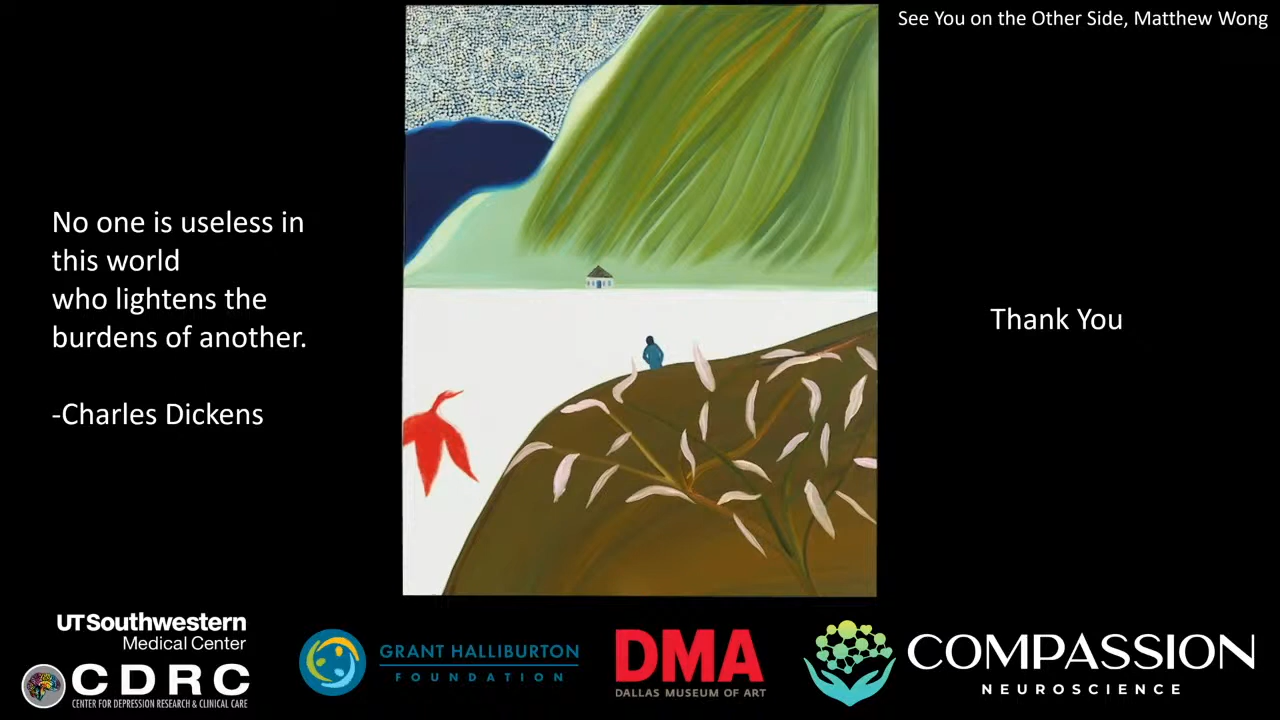 See You on the Other Side, Matthew Wong
No one is useless in
this world
who lightens the
burdens of another.
-Charles Dickens
Thank You
UTSouthwestern
Medical Center
CDRC
CENTER FOR DEPRESSION RESEARCH & CLINICAL CARE
GRANT HALLIBURTON
FOUNDATION
DMA
DALLAS MUSEUM OF ART
COMPASSION
NEUROSCIENCE